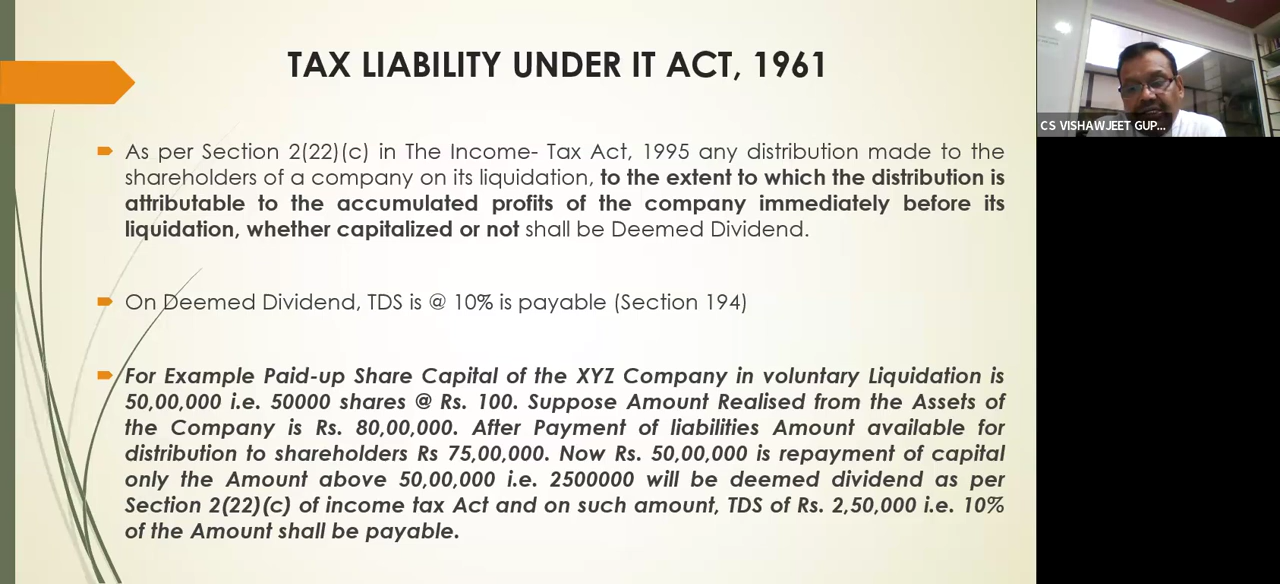 TAX LIABILITY UNDER IT ACT, 1961
As per Section 2(22)(c) in The Income- Tax Act, 1995 any distribution made to the
shareholders of a company on its liquidation, to the extent to which the distribution is
attributable to the accumulated profits of the company immediately before its
liquidation, whether capitalized or not shall be Deemed Dividend.
On Deemed Dividend, TDS is @ 10% is payable (Section 194)
For Example Paid-up Share Capital of the XYZ Company in voluntary Liquidation is
50,00,000 i.e. 50000 shares @ Rs. 100. Suppose Amount Realised from the Assets of
the Company is Rs. 80,00,000. After Payment of liabilities Amount available for
distribution to shareholders Rs 75,00,000. Now Rs. 50,00,000 is repayment of capital
only the Amount above 50,00,000 i.e. 2500000 will be deemed dividend as per
Section 2(22)(c) of income tax Act and on such amount, TDS of Rs. 2,50,000 i.e. 10%
of the Amount shall be payable.
CS VISHAWJEET GUP...